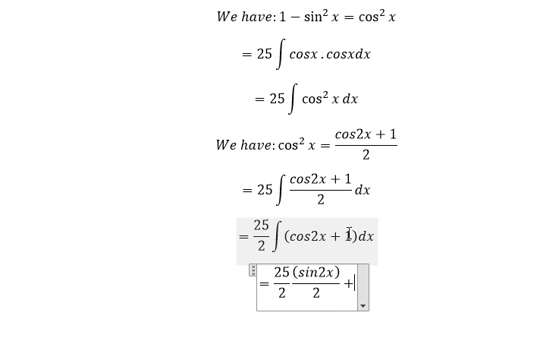 We have: 1 − sin² x = cos² x
= 25 ∫ cosx . cosxdx
= 25 ∫ cos² x dx
We have: cos² x = (cos2x + 1)/2
= 25 ∫ (cos2x + 1)/2 dx
= 25/2 ∫ (cos2x + 1)dx
= 25/2 (sin2x)/2 +